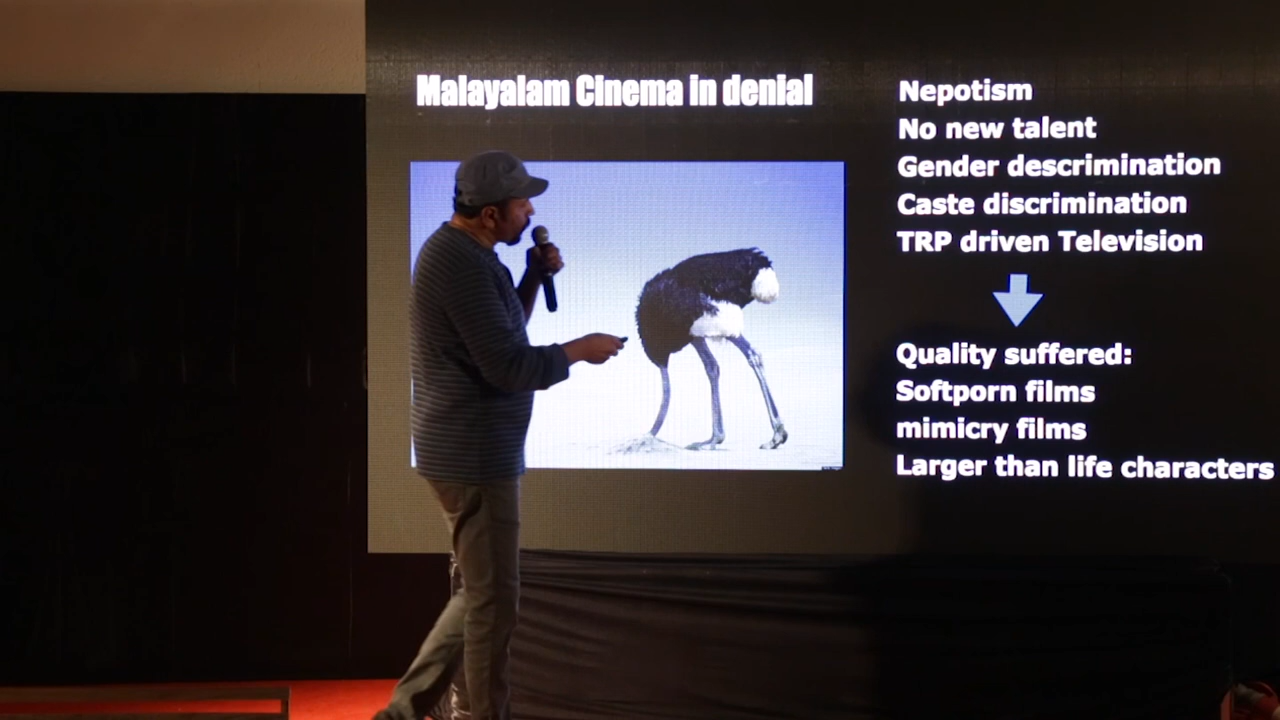 Malayalam Cinema in denial
Nepotism
No new talent
Gender descrimination
Caste discrimination
TRP driven Television
Quality suffered:
Softporn films
mimicry films
Larger than life characters